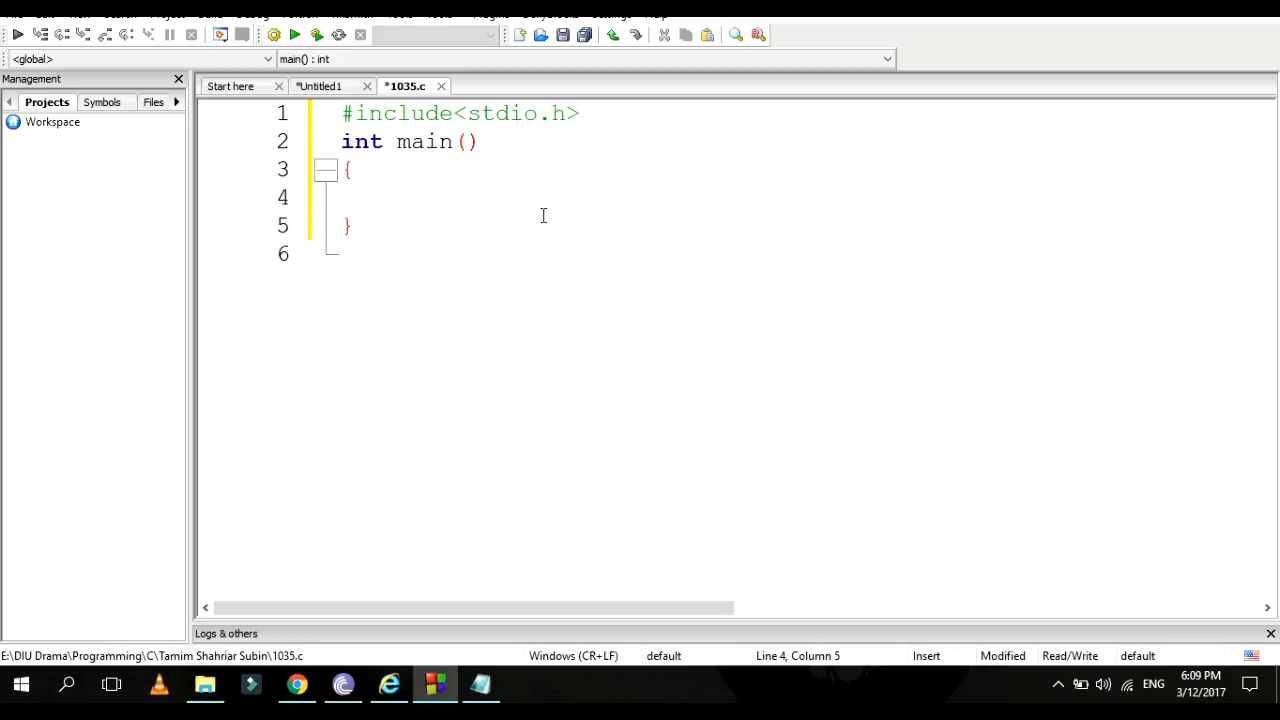 <global>
main() : int
Management
Start here
*Untitled1
*1035.c
Projects
Symbols
Files
Workspace
1 #include<stdio.h>
2 int main()
3 {
4
5 }
6
Logs & others
E:\DIU Drama\Programming\C\Tamim Shahriar Subin\1035.c
Windows (CR+LF)
default
Line 4, Column 5
Insert
Modified
Read/Write
default
ENG
6:09 PM
3/12/2017